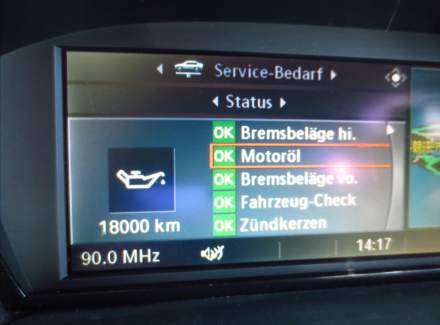 Service-Bedarf
Status
OK Bremsbeläge hi.
OK Motoröl
OK Bremsbeläge vo.
OK Fahrzeug-Check
OK Zündkerzen
18000 km
90.0 MHz
14:17